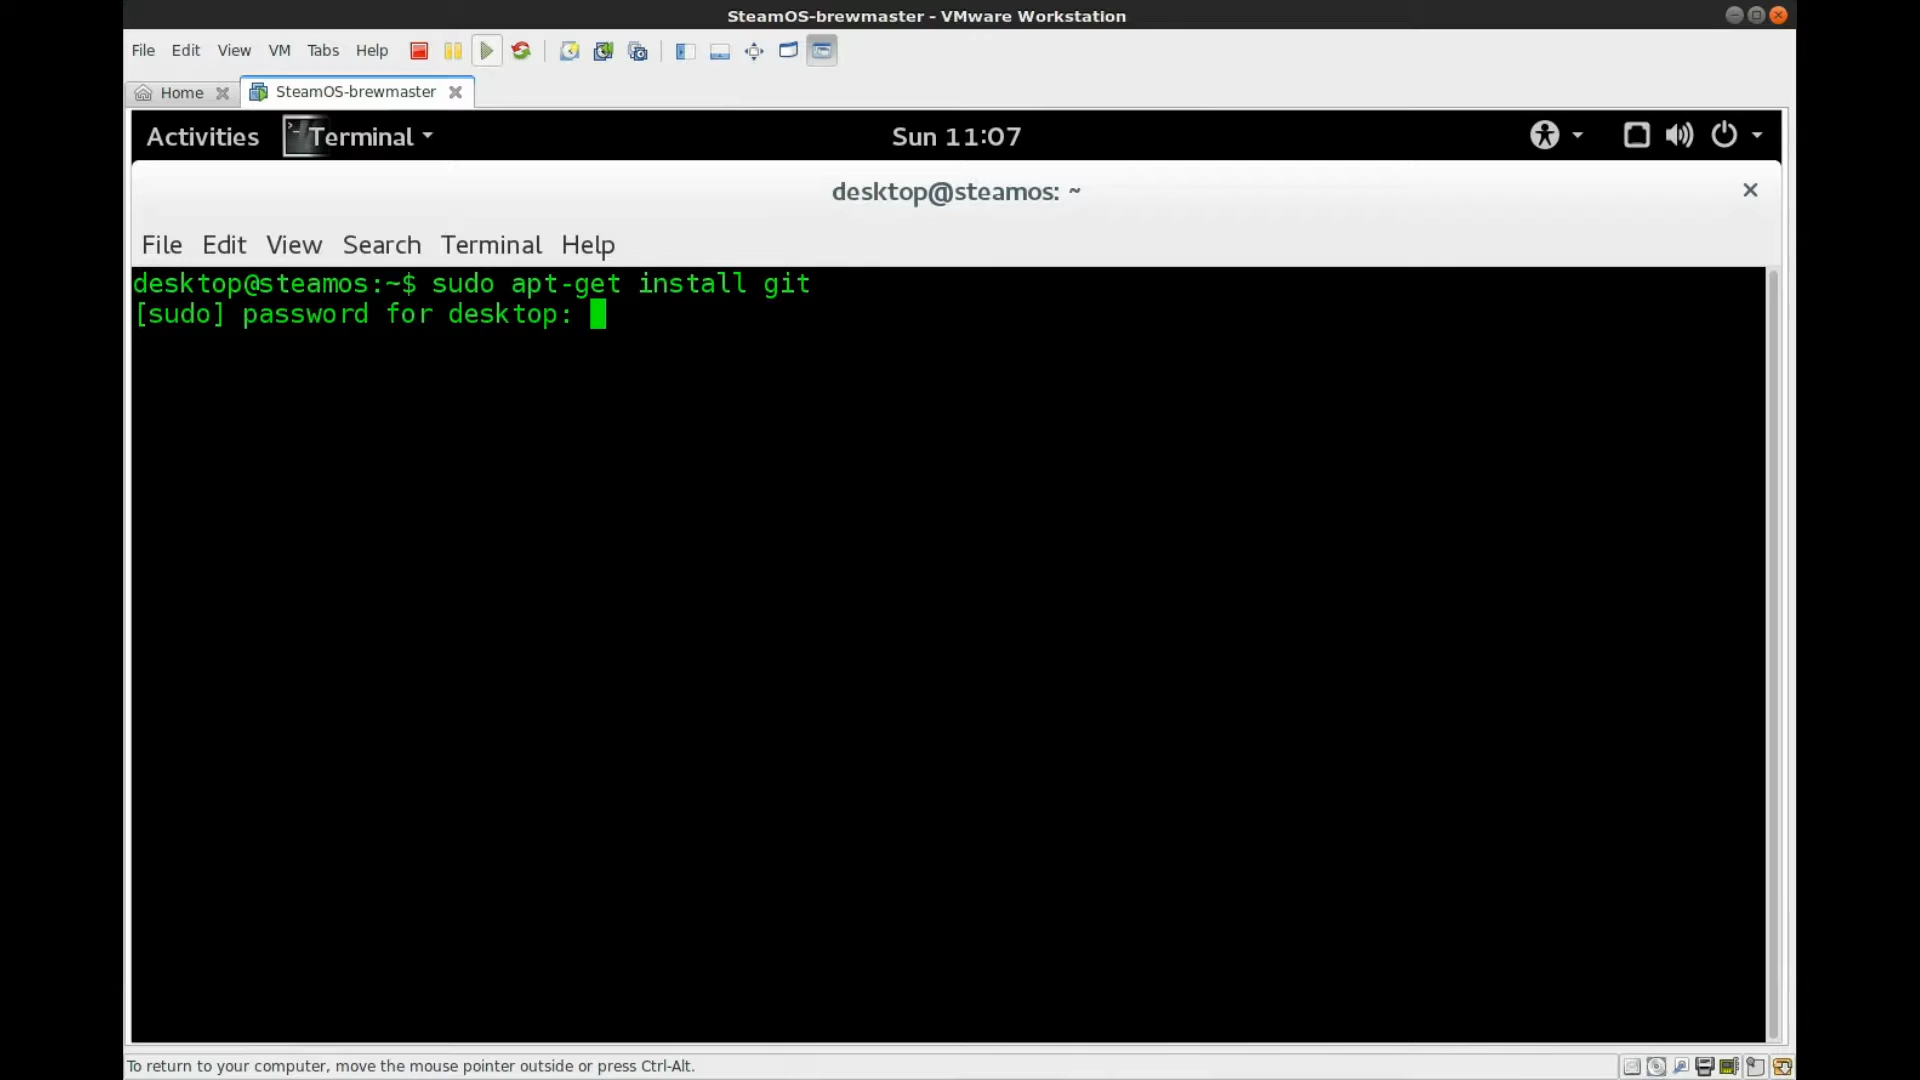 SteamOS-brewmaster - VMware Workstation
File Edit View VM Tabs Help
Home SteamOS-brewmaster
Activities Terminal Sun 11:07
desktop@steamos: ~
File Edit View Search Terminal Help
desktop@steamos:~$ sudo apt-get install git
[sudo] password for desktop:
To return to your computer, move the mouse pointer outside or press Ctrl-Alt.